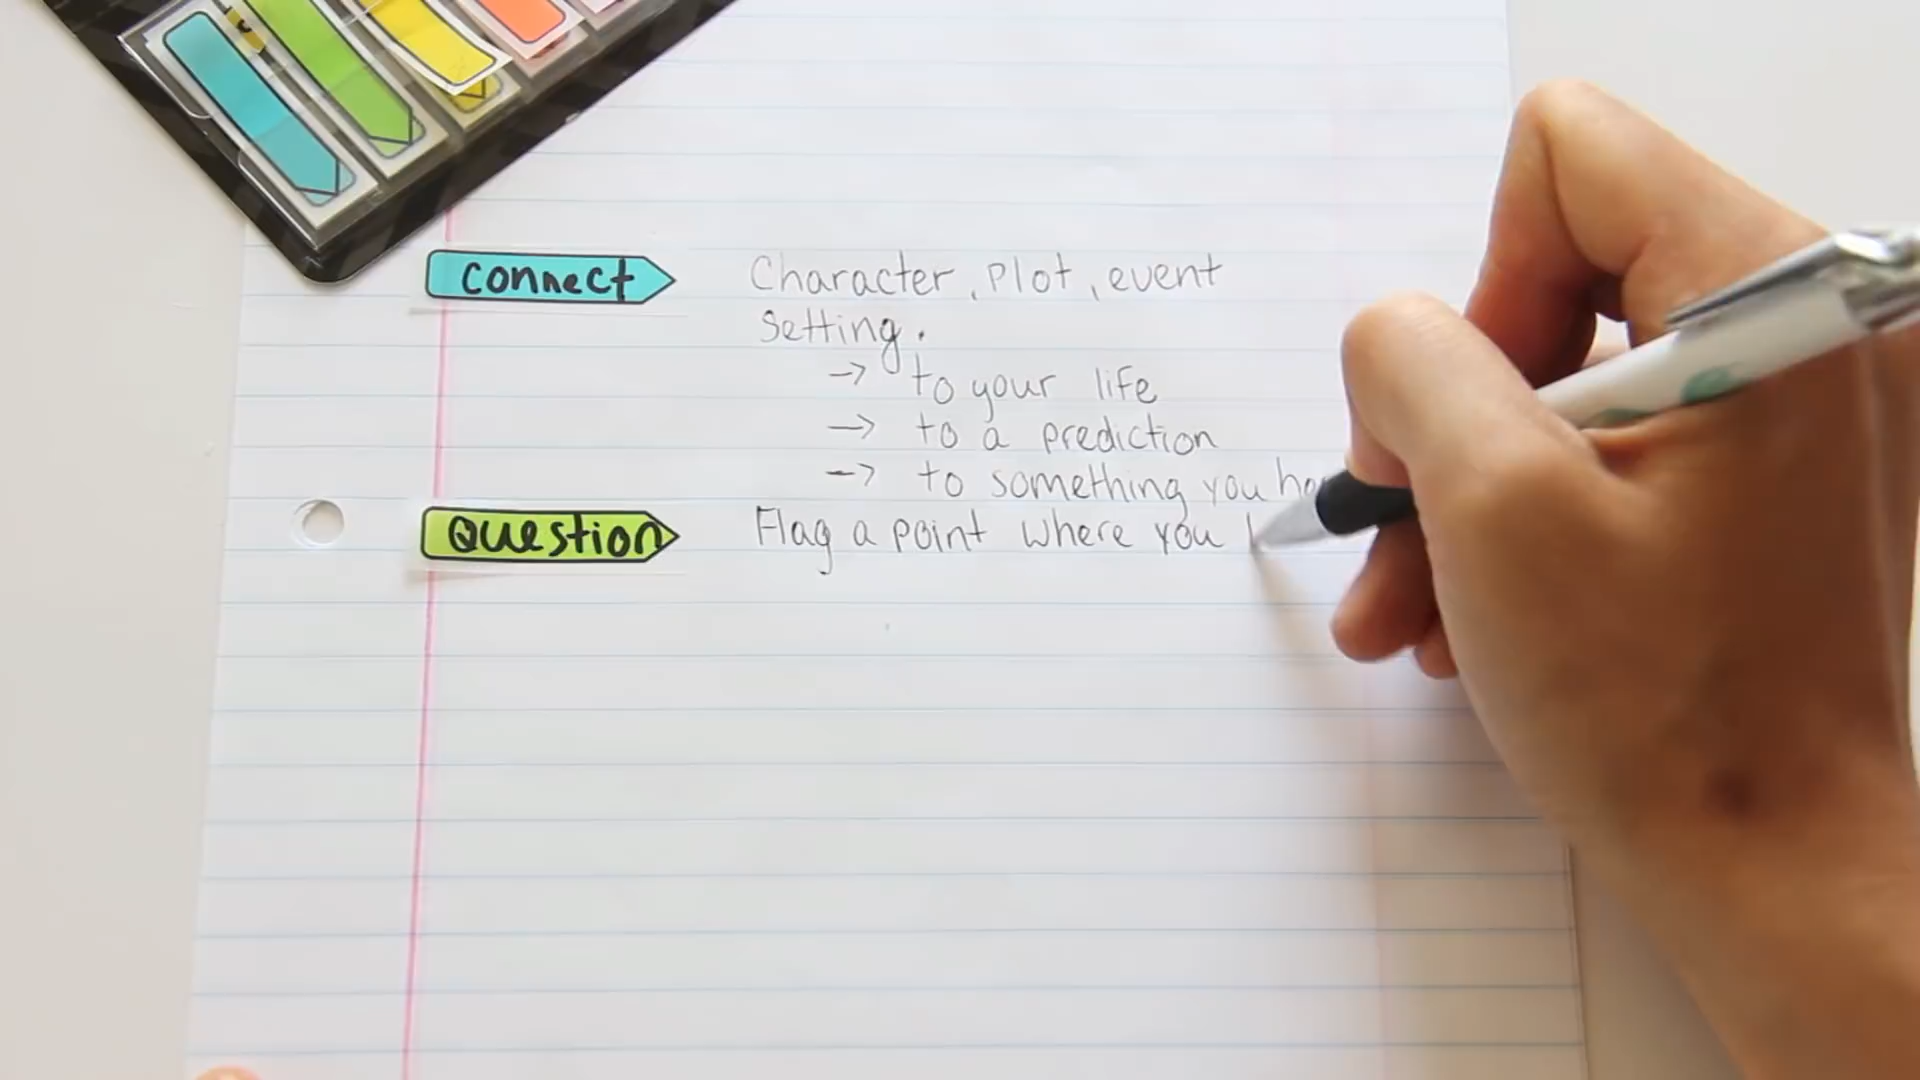 connect
Character, Plot, event
Setting.
→ to your life
→ to a prediction
→ to something you
Question
Flag a point where you